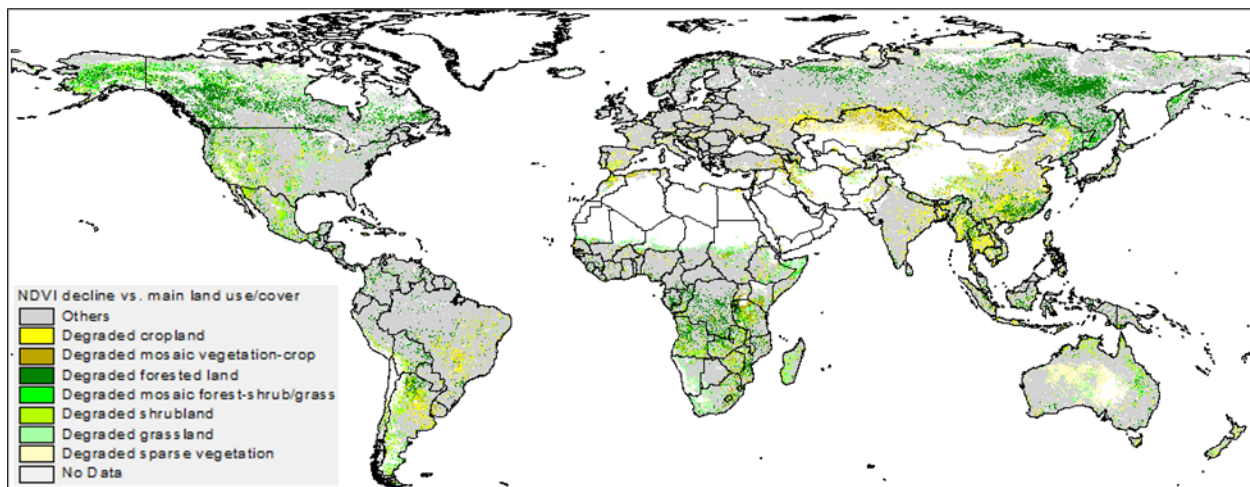 NDVI decline vs. main land use/cover
Others
Degraded cropland
Degraded mosaic vegetation-crop
Degraded forested land
Degraded mosaic forest-shrub/grass
Degraded shrubland
Degraded grassland
Degraded sparse vegetation
No Data